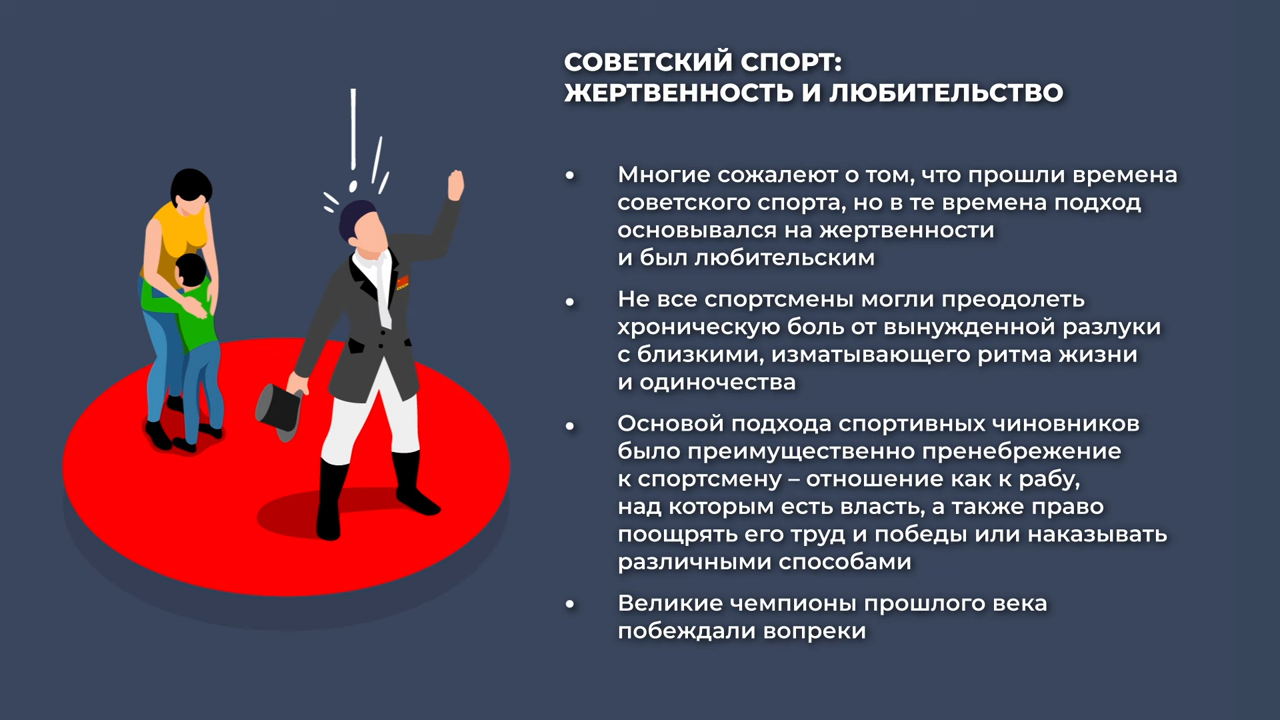 СОВЕТСКИЙ СПОРТ:
ЖЕРТВЕННОСТЬ И ЛЮБИТЕЛЬСТВО
• Многие сожалеют о том, что прошли времена
советского спорта, но в те времена подход
основывался на жертвенности
и был любительским
• Не все спортсмены могли преодолеть
хроническую боль от вынужденной разлуки
с близкими, изматывающего ритма жизни
и одиночества
• Основой подхода спортивных чиновников
было преимущественно пренебрежение
к спортсмену – отношение как к рабу,
над которым есть власть, а также право
поощрять его труд и победы или наказывать
различными способами
• Великие чемпионы прошлого века
побеждали вопреки